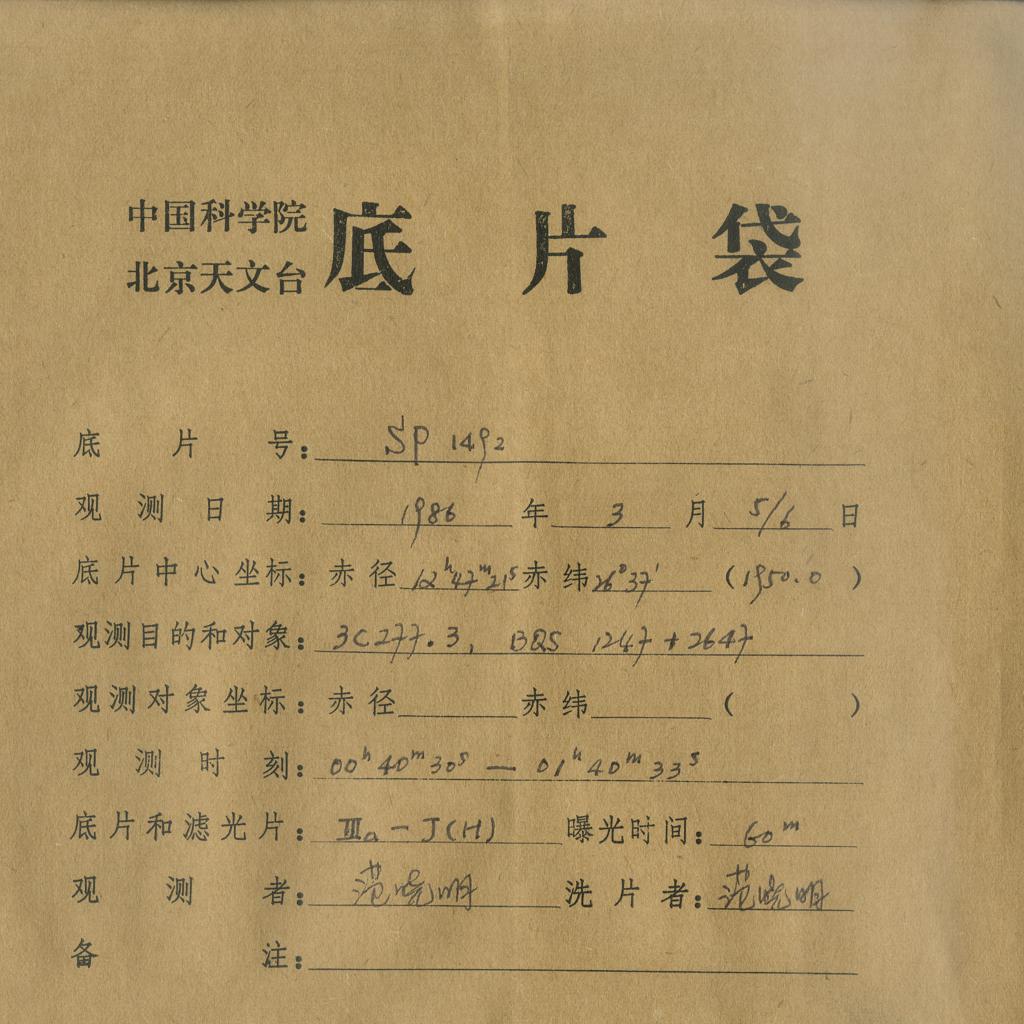 中国科学院
北京天文台
底片袋
底片号: SP 1492
观测日期: 1986 年 3 月 5/6 日
底片中心坐标: 赤径 12ʰ47ᵐ21ˢ 赤纬 26°37′ (1950.0)
观测目的和对象: 3C277.3, BQS 1247+2647
观测对象坐标: 赤径 赤纬 ( )
观测时刻: 00ʰ40ᵐ30ˢ — 01ʰ40ᵐ33ˢ
底片和滤光片: Ⅲa-J(H) 曝光时间: 60ᵐ
观测者: 范晓明 洗片者: 范晓明
备注: